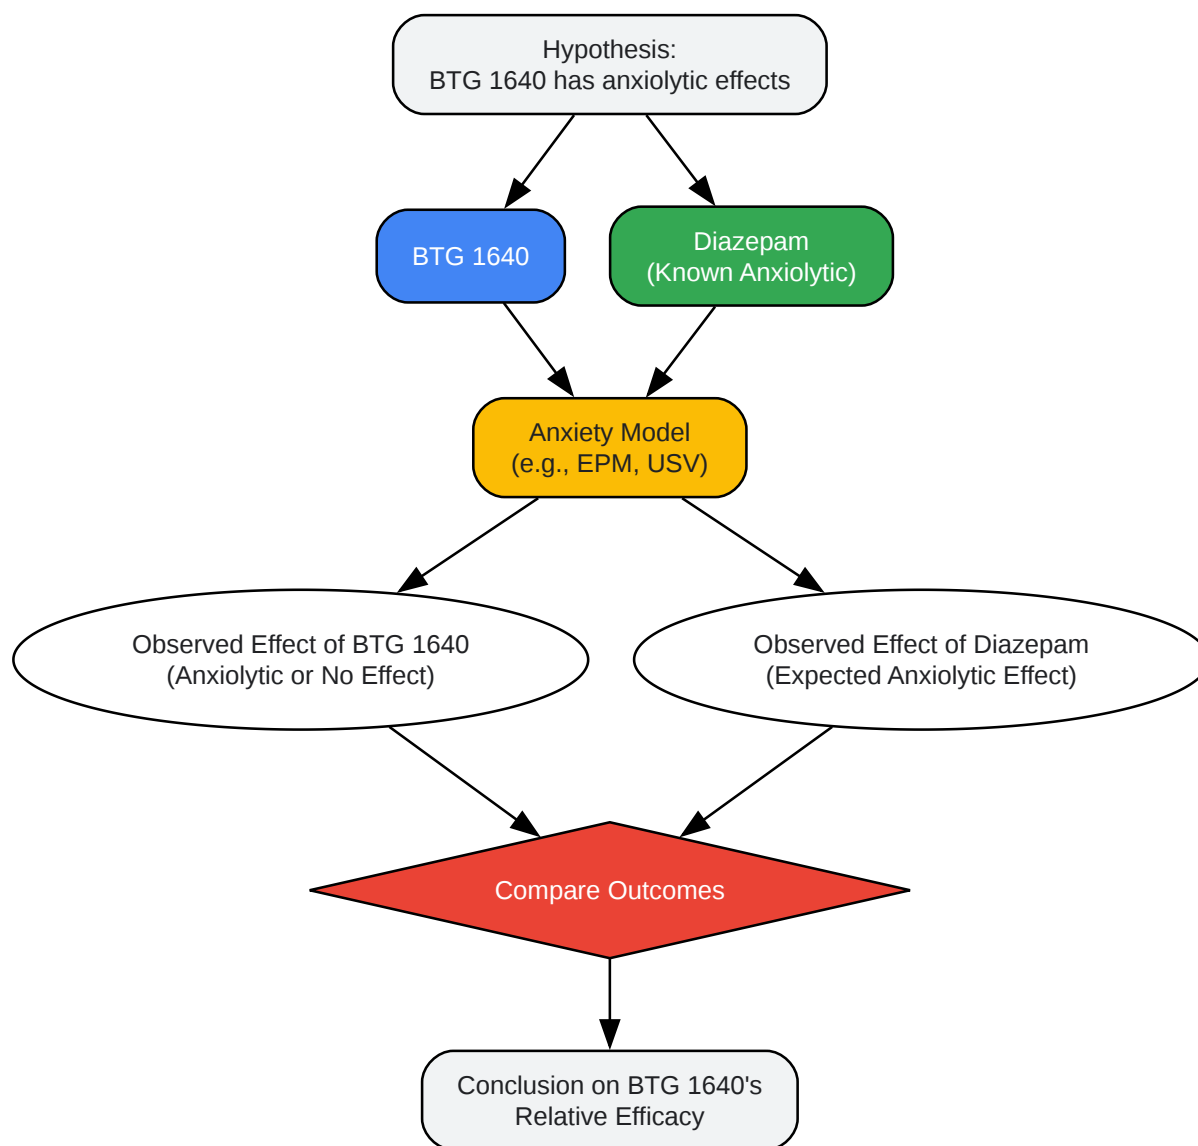 Hypothesis:
BTG 1640 has anxiolytic effects
BTG 1640
Diazepam
(Known Anxiolytic)
Anxiety Model
(e.g., EPM, USV)
Observed Effect of BTG 1640
(Anxiolytic or No Effect)
Observed Effect of Diazepam
(Expected Anxiolytic Effect)
Compare Outcomes
Conclusion on BTG 1640's
Relative Efficacy